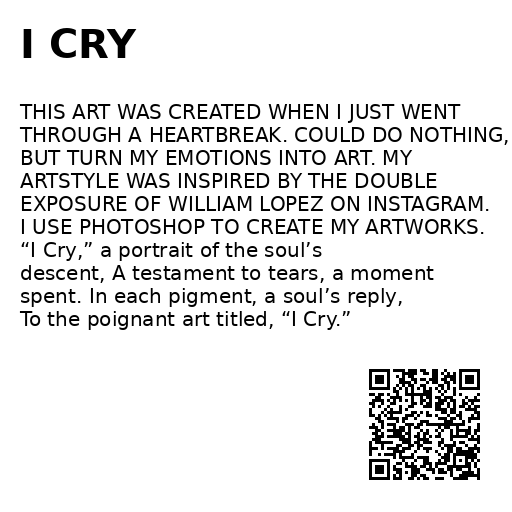 I CRY
THIS ART WAS CREATED WHEN I JUST WENT
THROUGH A HEARTBREAK. COULD DO NOTHING,
BUT TURN MY EMOTIONS INTO ART. MY
ARTSTYLE WAS INSPIRED BY THE DOUBLE
EXPOSURE OF WILLIAM LOPEZ ON INSTAGRAM.
I USE PHOTOSHOP TO CREATE MY ARTWORKS.
“I Cry,” a portrait of the soul’s
descent, A testament to tears, a moment
spent. In each pigment, a soul’s reply,
To the poignant art titled, “I Cry.”